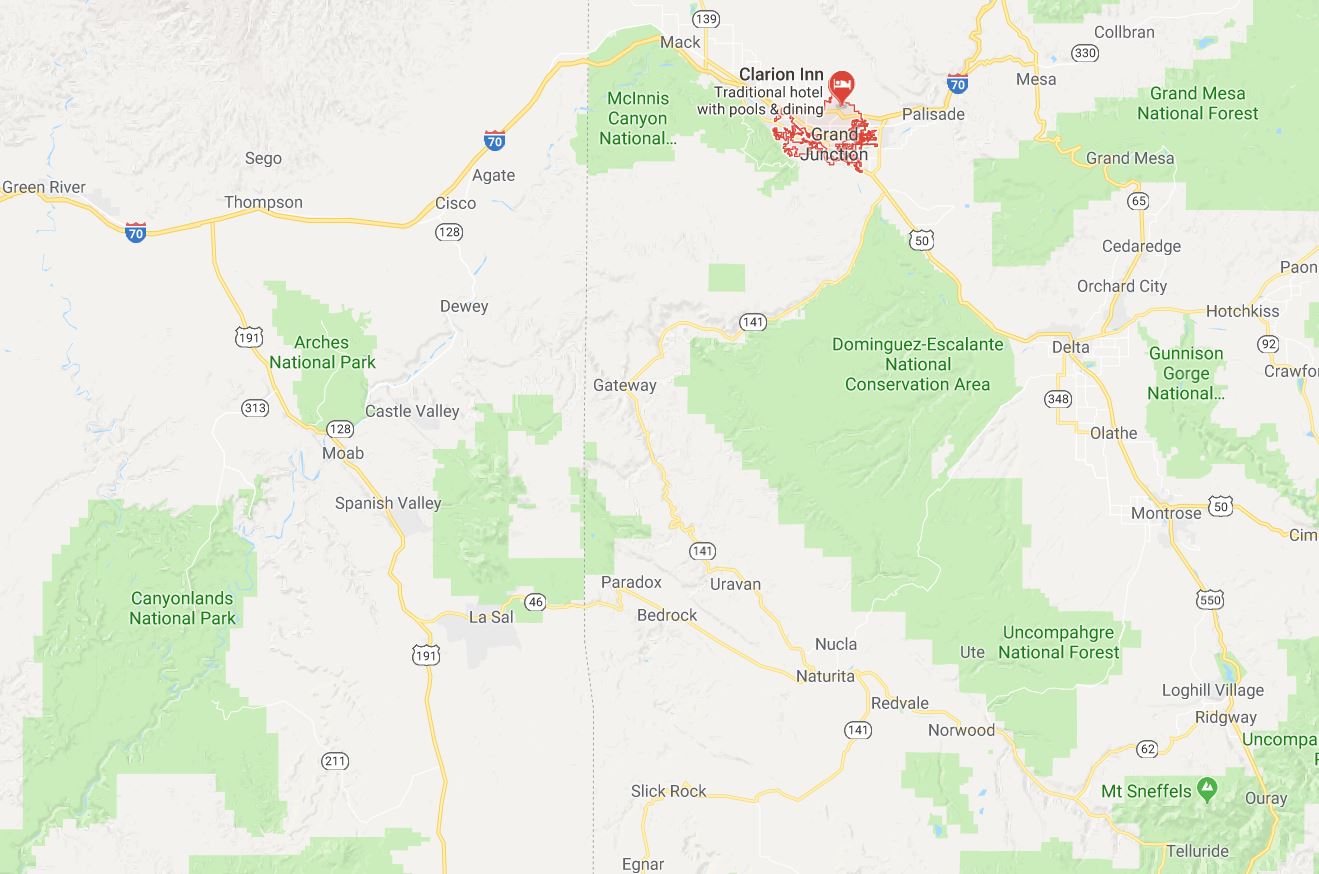 139
Collbran
Mack
330
Clarion Inn
Traditional hotel
with pools & dining
70
Mesa
McInnis
Canyon
National...
Grand Mesa
National Forest
Palisade
Grand
Junction
70
Sego
Agate
Grand Mesa
Green River
Thompson
Cisco
65
70
128
50
Cedaredge
Paon
Orchard City
Dewey
Hotchkiss
141
191
Arches
National Park
Dominguez-Escalante
National
Conservation Area
Delta
92
Gunnison
Gorge
National...
Gateway
Crawfor
313
Castle Valley
348
128
Olathe
Moab
Spanish Valley
Montrose
50
Cim
141
Paradox
Uravan
Canyonlands
National Park
46
550
La Sal
Bedrock
191
Nucla
Ute
Uncompahgre
National Forest
Naturita
Loghill Village
Redvale
Ridgway
141
Norwood
62
Uncompa
F
211
Slick Rock
Mt Sneffels
Ouray
Telluride
Egnar